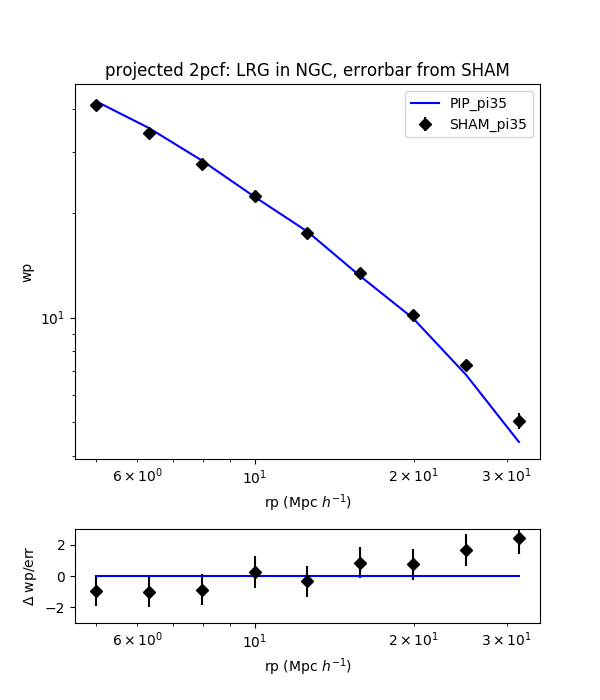 projected 2pcf: LRG in NGC, errorbar from SHAM
PIP_pi35
SHAM_pi35
wp
10¹
6 × 10⁰
10¹
2 × 10¹
3 × 10¹
rp (Mpc h⁻¹)
Δ wp/err
2
0
−2
6 × 10⁰
10¹
2 × 10¹
3 × 10¹
rp (Mpc h⁻¹)